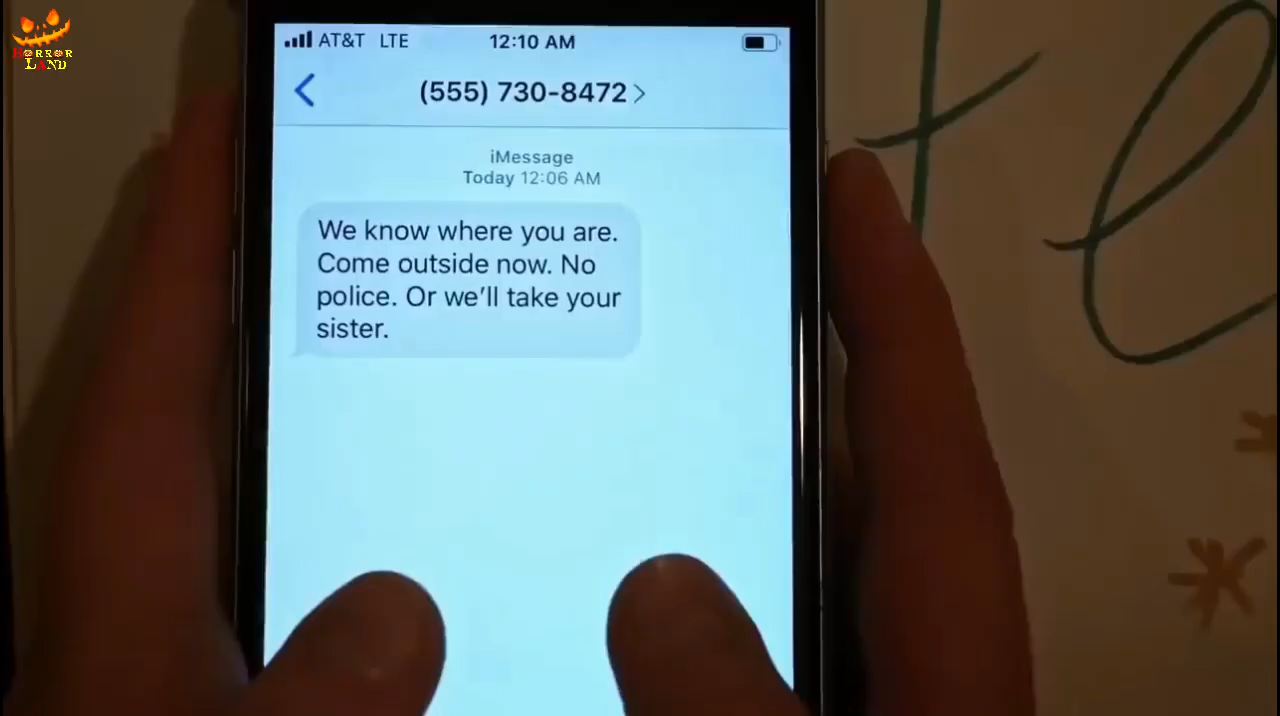 HORROR
LAND
AT&T LTE 12:10 AM
(555) 730-8472
iMessage
Today 12:06 AM
We know where you are.
Come outside now. No
police. Or we’ll take your
sister.
te